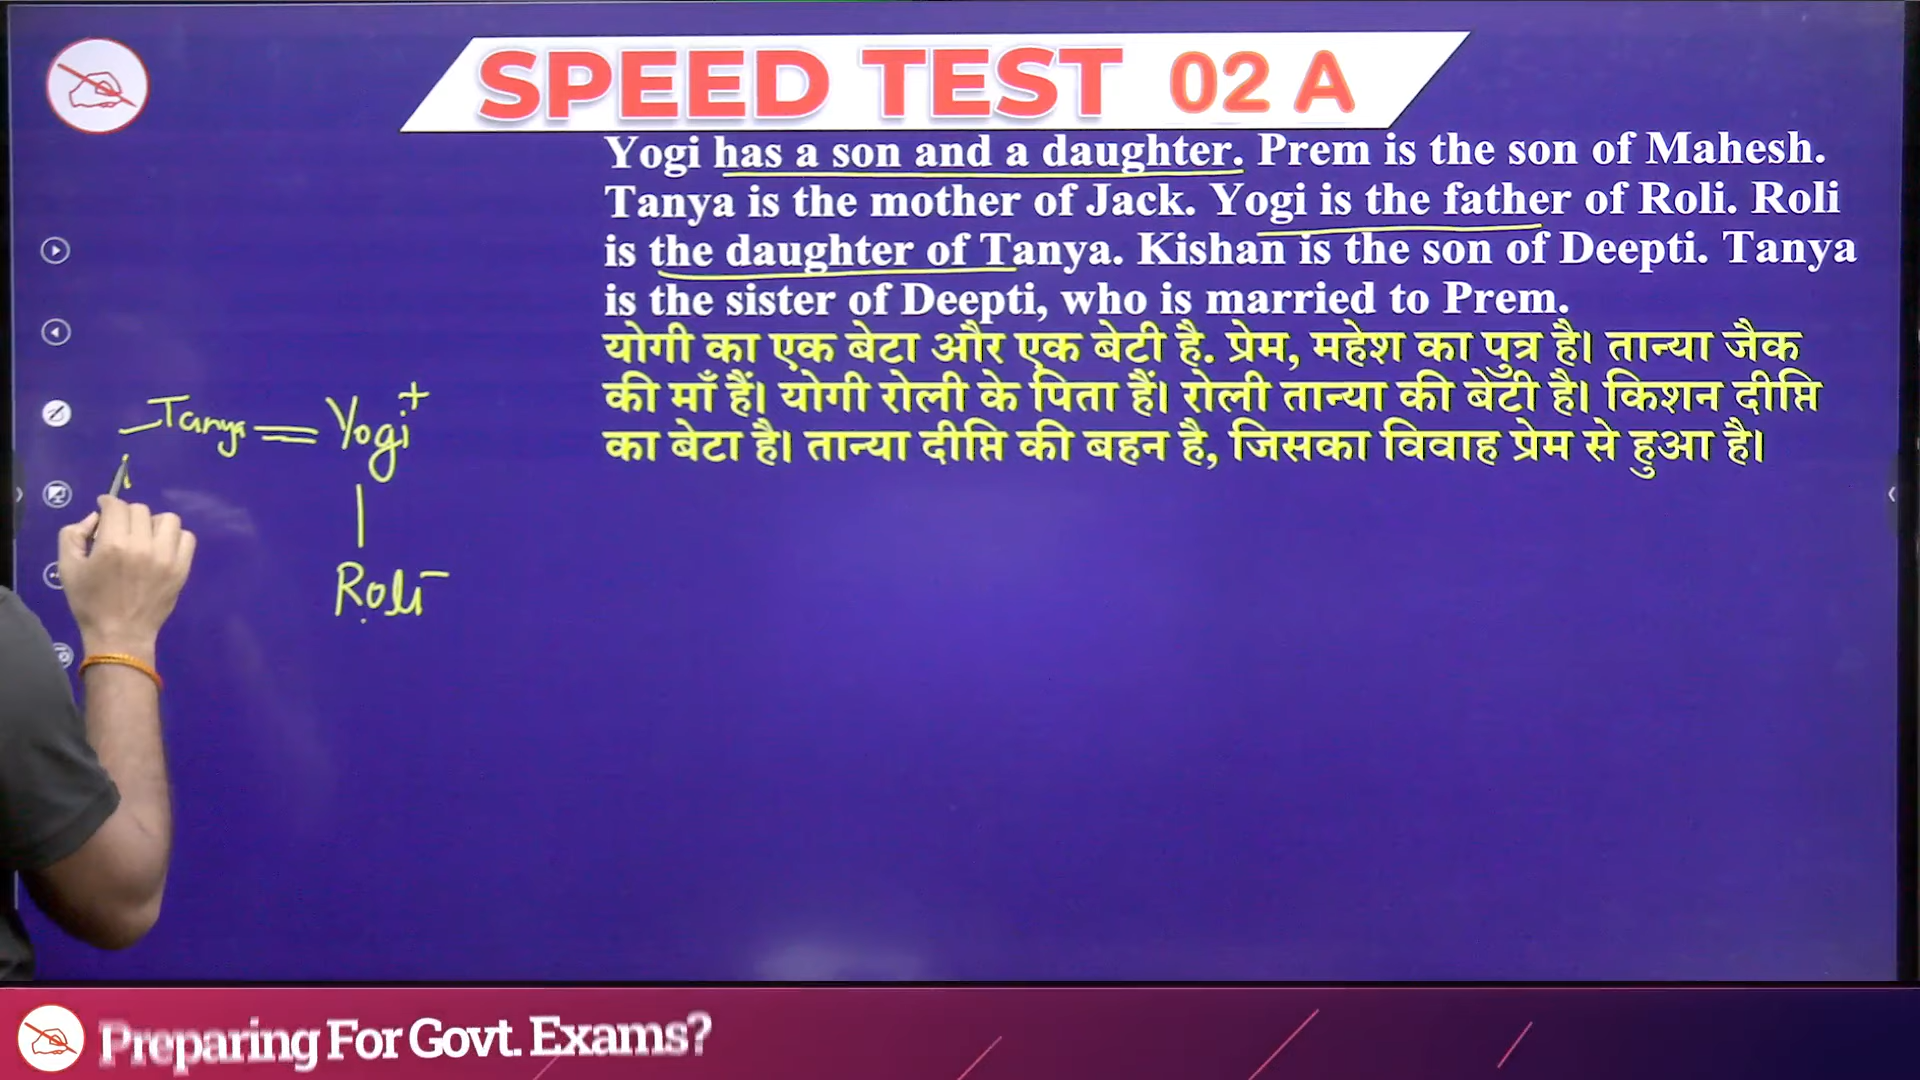 SPEED TEST 02 A
Yogi has a son and a daughter. Prem is the son of Mahesh.
Tanya is the mother of Jack. Yogi is the father of Roli. Roli
is the daughter of Tanya. Kishan is the son of Deepti. Tanya
is the sister of Deepti, who is married to Prem.
योगी का एक बेटा और एक बेटी है. प्रेम, महेश का पुत्र है। तान्या जैक
की माँ हैं। योगी रोली के पिता हैं। रोली तान्या की बेटी है। किशन दीप्ति
का बेटा है। तान्या दीप्ति की बहन है, जिसका विवाह प्रेम से हुआ है।
Tanya = Yogi +
Roli -
Preparing For Govt. Exams?